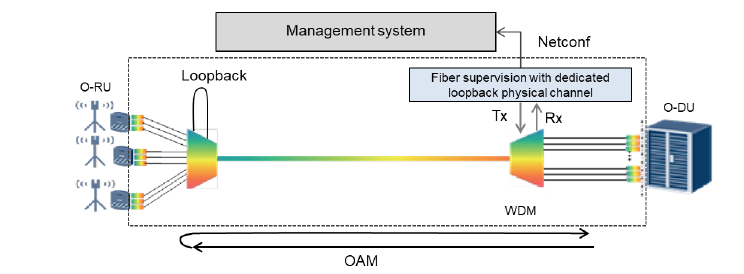 Management system
Netconf
O-RU
Loopback
Fiber supervision with dedicated
loopback physical channel
O-DU
Tx
Rx
WDM
OAM